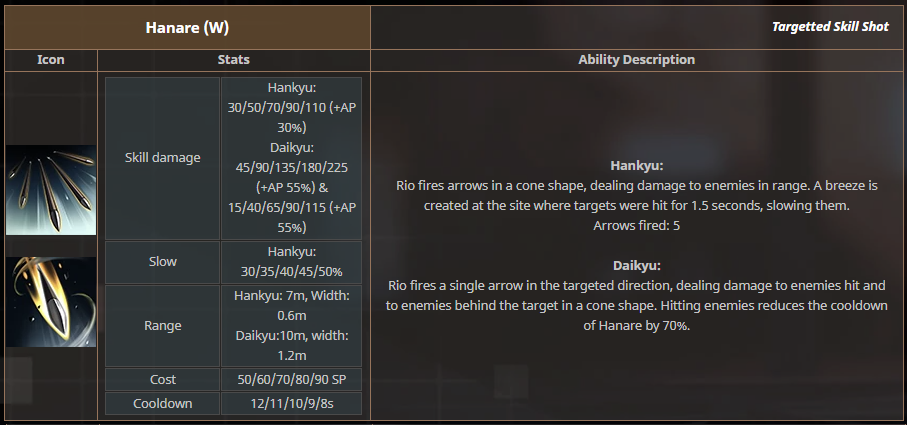 Hanare (W)
Targetted Skill Shot
Icon
Stats
Ability Description
Skill damage
Hankyu:
30/50/70/90/110 (+AP
30%)
Daikyu:
45/90/135/180/225
(+AP 55%) &
15/40/65/90/115 (+AP
55%)
Slow
Hankyu:
30/35/40/45/50%
Range
Hankyu: 7m, Width:
0.6m
Daikyu:10m, width:
1.2m
Cost
50/60/70/80/90 SP
Cooldown
12/11/10/9/8s
Hankyu:
Rio fires arrows in a cone shape, dealing damage to enemies in range. A breeze is
created at the site where targets were hit for 1.5 seconds, slowing them.
Arrows fired: 5
Daikyu:
Rio fires a single arrow in the targeted direction, dealing damage to enemies hit and
to enemies behind the target in a cone shape. Hitting enemies reduces the cooldown
of Hanare by 70%.